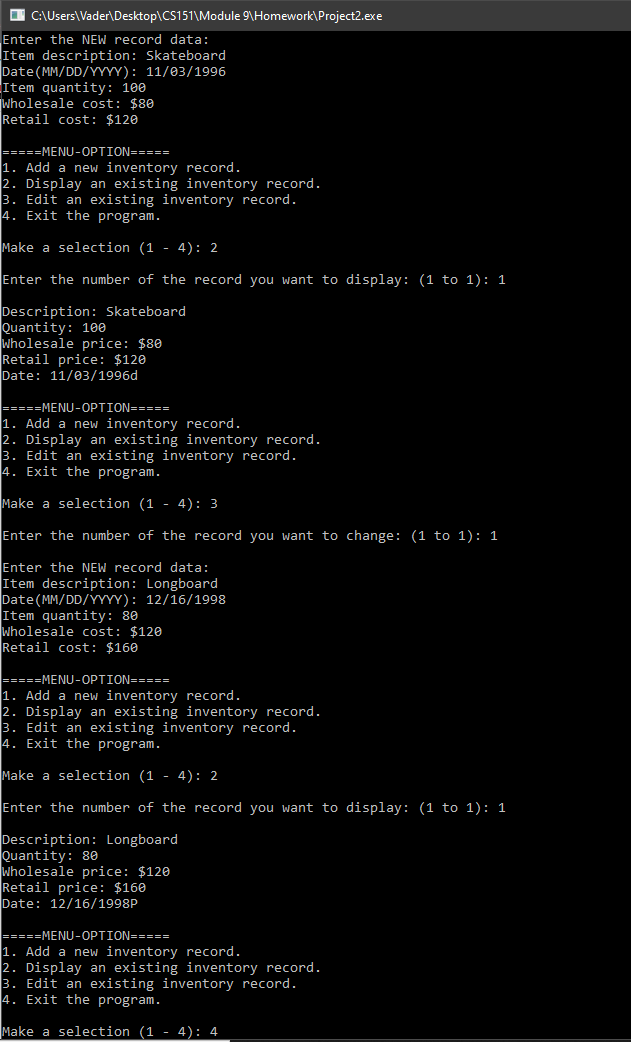 C:\Users\Vader\Desktop\CS151\Module 9\Homework\Project2.exe
Enter the NEW record data:
Item description: Skateboard
Date(MM/DD/YYYY): 11/03/1996
Item quantity: 100
Wholesale cost: $80
Retail cost: $120
=====MENU-OPTION=====
1. Add a new inventory record.
2. Display an existing inventory record.
3. Edit an existing inventory record.
4. Exit the program.
Make a selection (1 - 4): 2
Enter the number of the record you want to display: (1 to 1): 1
Description: Skateboard
Quantity: 100
Wholesale price: $80
Retail price: $120
Date: 11/03/1996d
=====MENU-OPTION=====
1. Add a new inventory record.
2. Display an existing inventory record.
3. Edit an existing inventory record.
4. Exit the program.
Make a selection (1 - 4): 3
Enter the number of the record you want to change: (1 to 1): 1
Enter the NEW record data:
Item description: Longboard
Date(MM/DD/YYYY): 12/16/1998
Item quantity: 80
Wholesale cost: $120
Retail cost: $160
=====MENU-OPTION=====
1. Add a new inventory record.
2. Display an existing inventory record.
3. Edit an existing inventory record.
4. Exit the program.
Make a selection (1 - 4): 2
Enter the number of the record you want to display: (1 to 1): 1
Description: Longboard
Quantity: 80
Wholesale price: $120
Retail price: $160
Date: 12/16/1998P
=====MENU-OPTION=====
1. Add a new inventory record.
2. Display an existing inventory record.
3. Edit an existing inventory record.
4. Exit the program.
Make a selection (1 - 4): 4